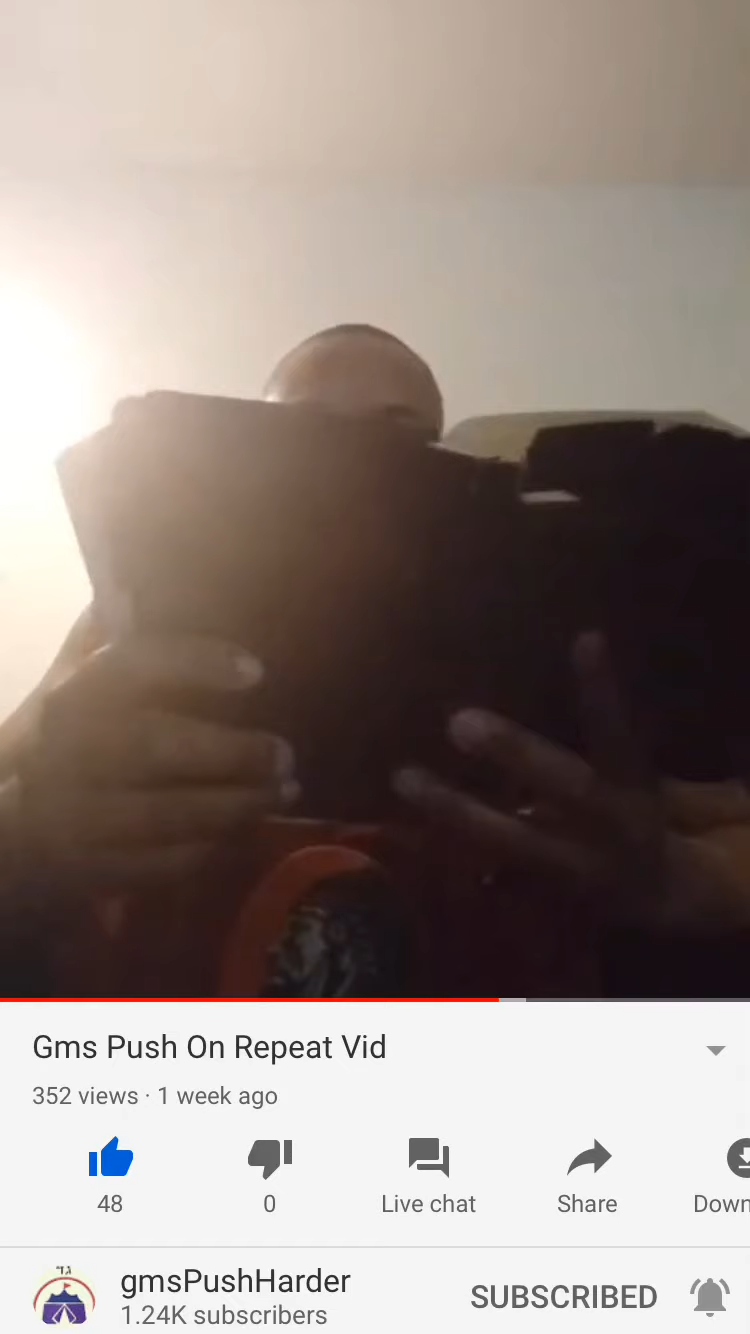 Gms Push On Repeat Vid
352 views · 1 week ago
48
0
Live chat
Share
Down
גד
gmsPushHarder
SUBSCRIBED
1.24K subscribers